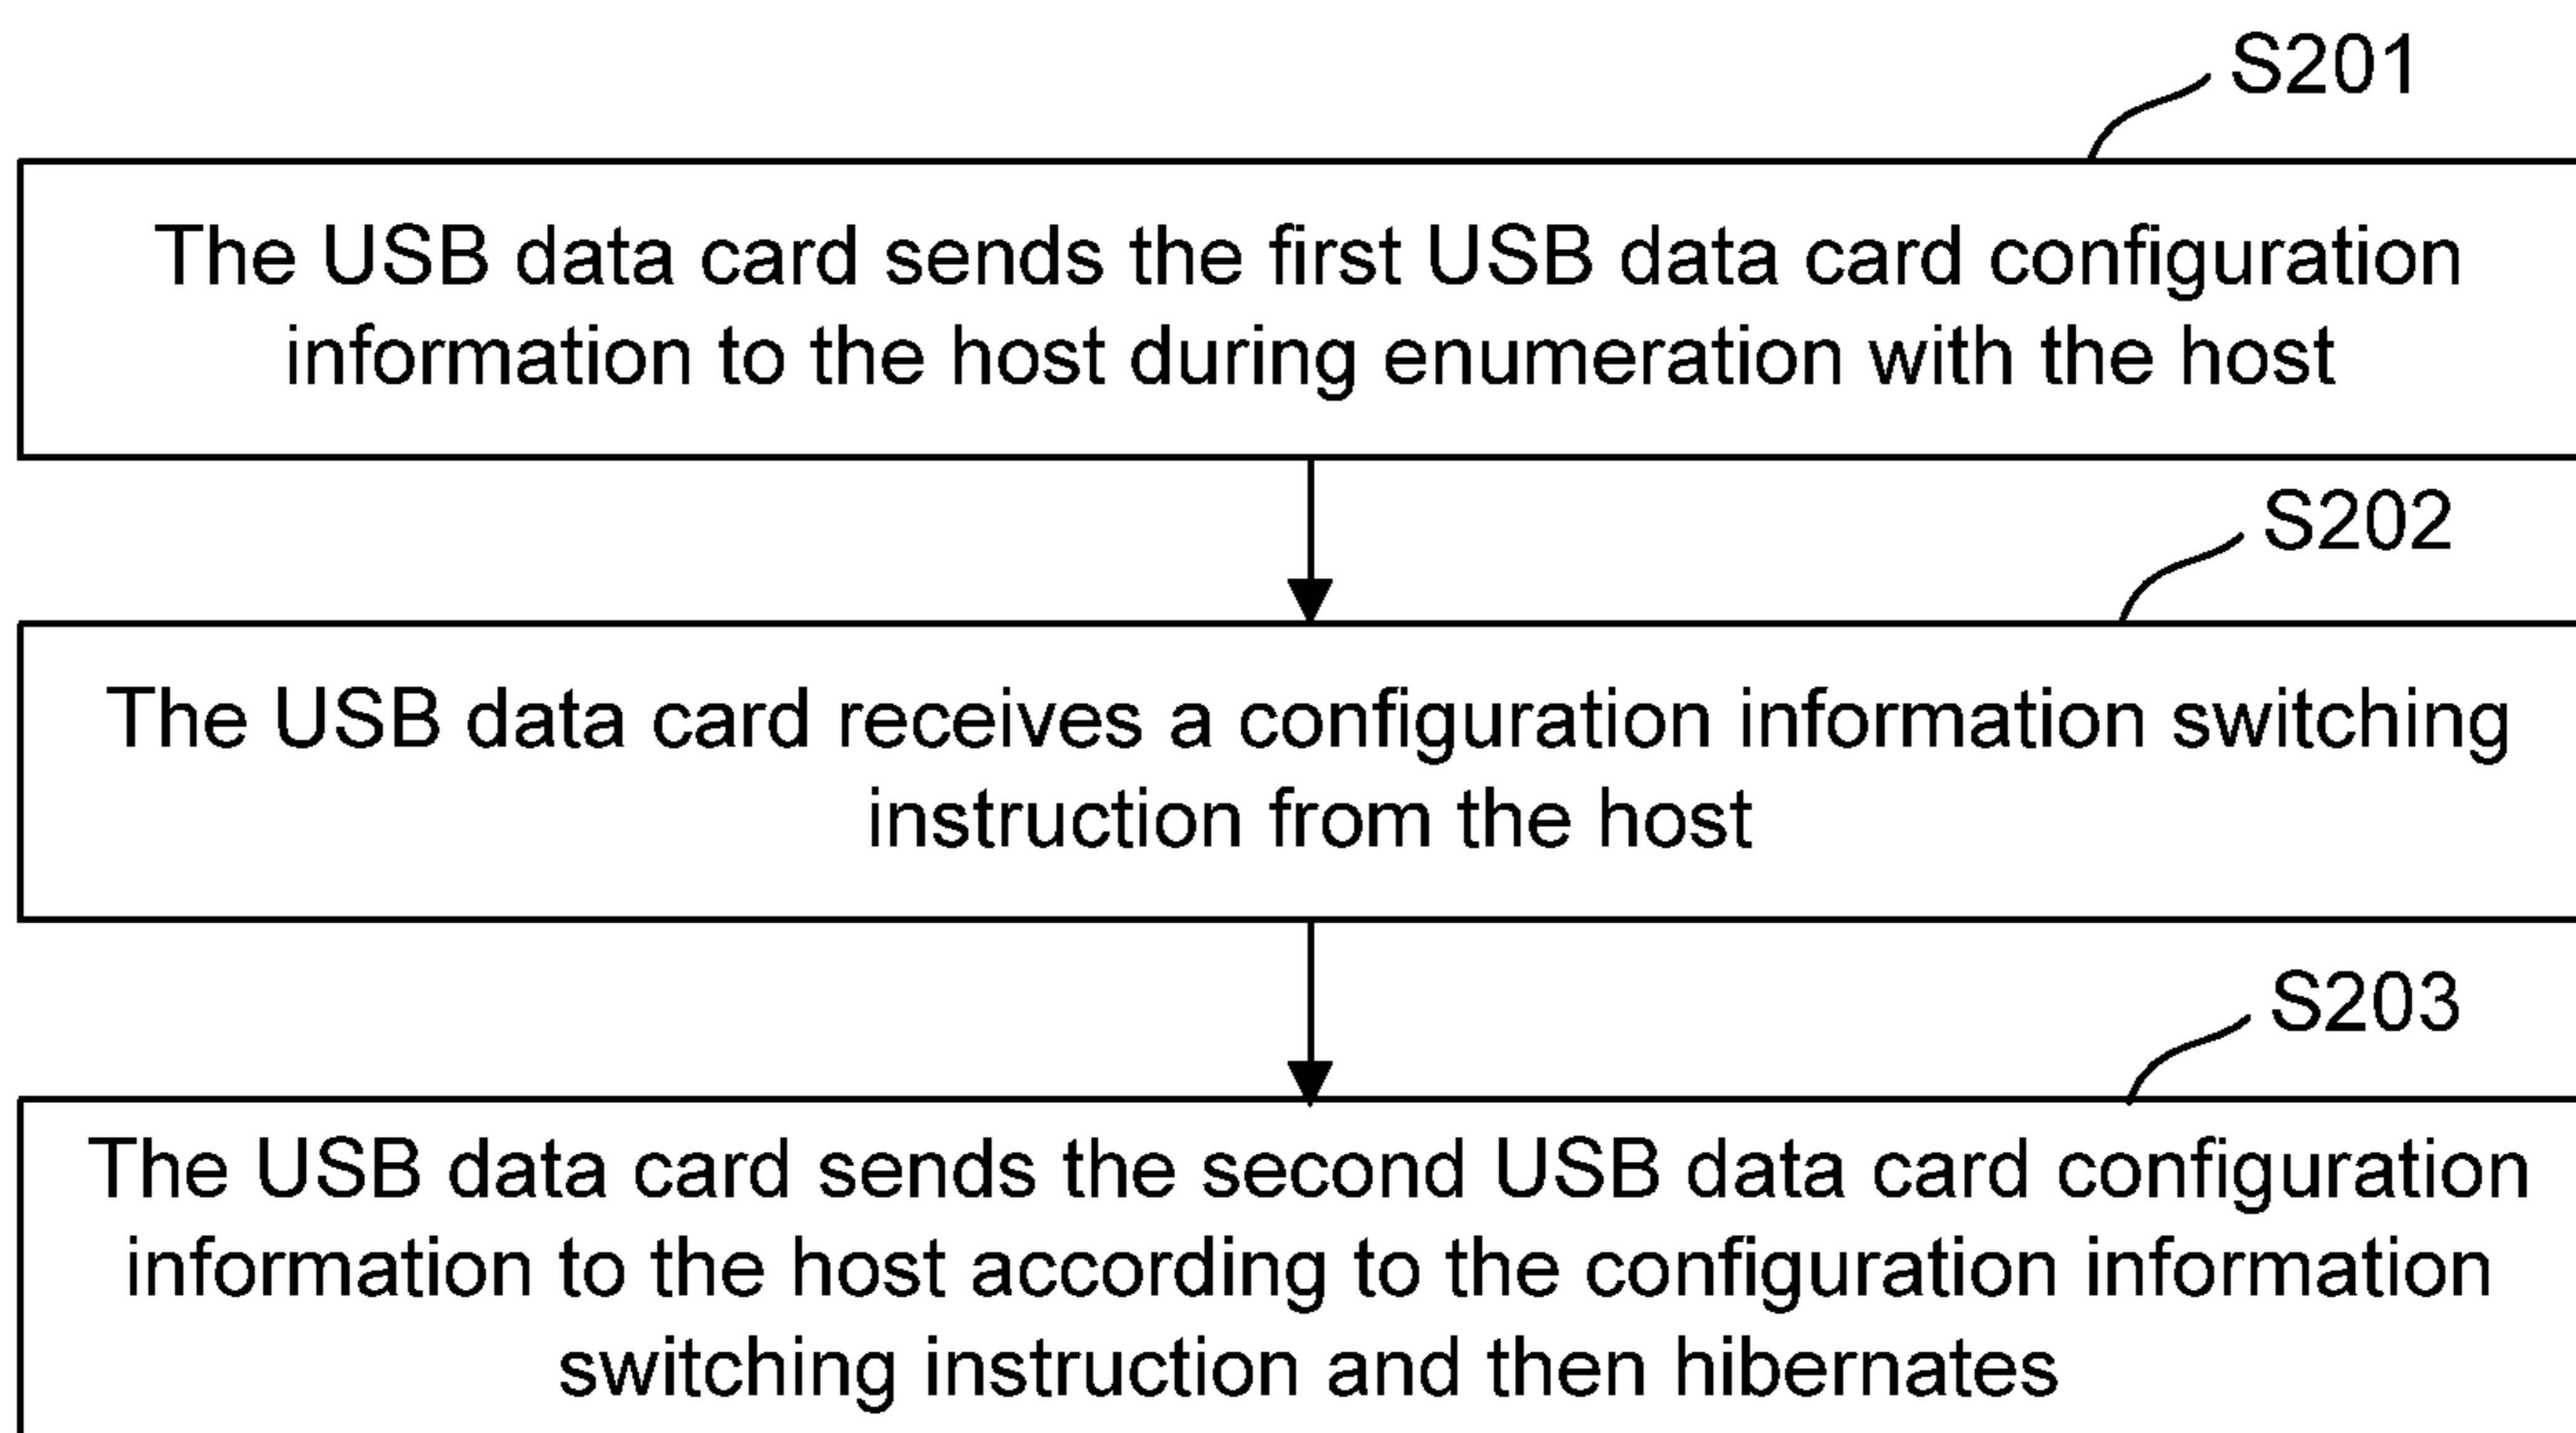 S201
The USB data card sends the first USB data card configuration
information to the host during enumeration with the host
S202
The USB data card receives a configuration information switching
instruction from the host
S203
The USB data card sends the second USB data card configuration
information to the host according to the configuration information
switching instruction and then hibernates